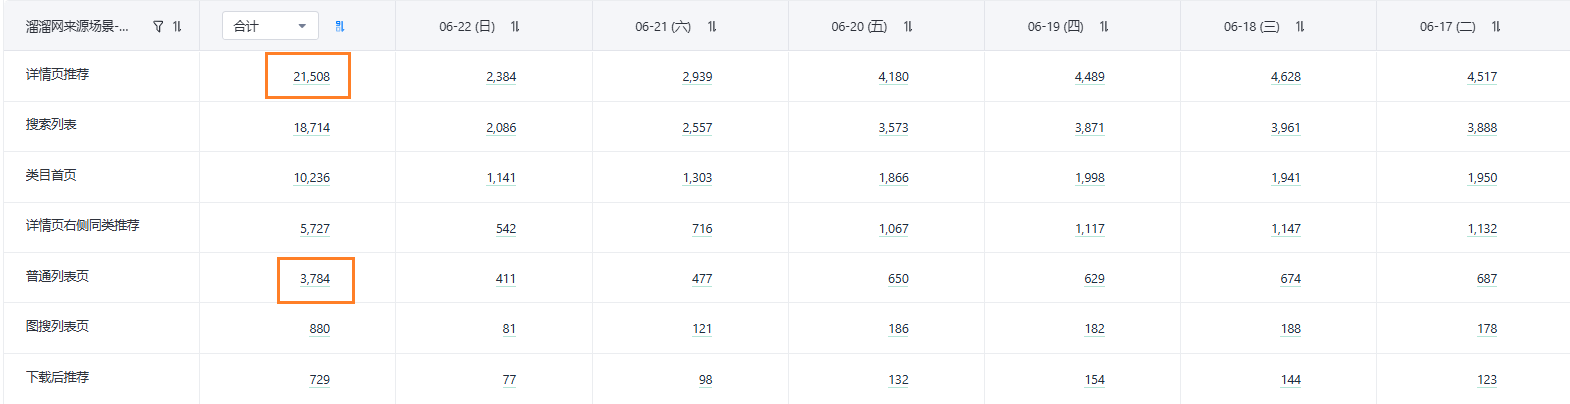 溜溜网来源场景-... 合计 06-22 (日) 06-21 (六) 06-20 (五) 06-19 (四) 06-18 (三) 06-17 (二)
详情页推荐 21,508 2,384 2,939 4,180 4,489 4,628 4,517
搜索列表 18,714 2,086 2,557 3,573 3,871 3,961 3,888
类目首页 10,236 1,141 1,303 1,866 1,998 1,941 1,950
详情页右侧同类推荐 5,727 542 716 1,067 1,117 1,147 1,132
普通列表页 3,784 411 477 650 629 674 687
图搜列表页 880 81 121 186 182 188 178
下载后推荐 729 77 98 132 154 144 123